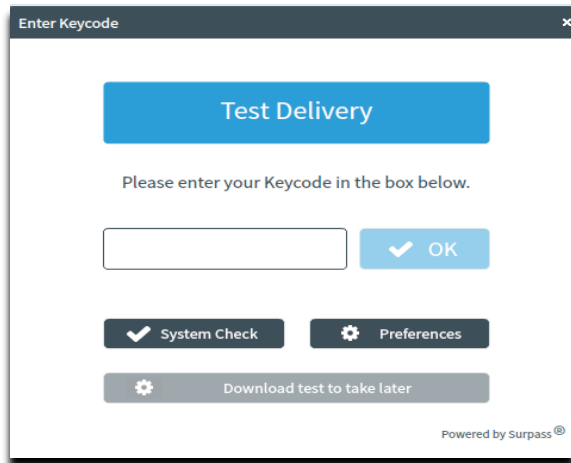 Enter Keycode ×
Test Delivery
Please enter your Keycode in the box below.
OK
System Check Preferences
Download test to take later
Powered by Surpass®